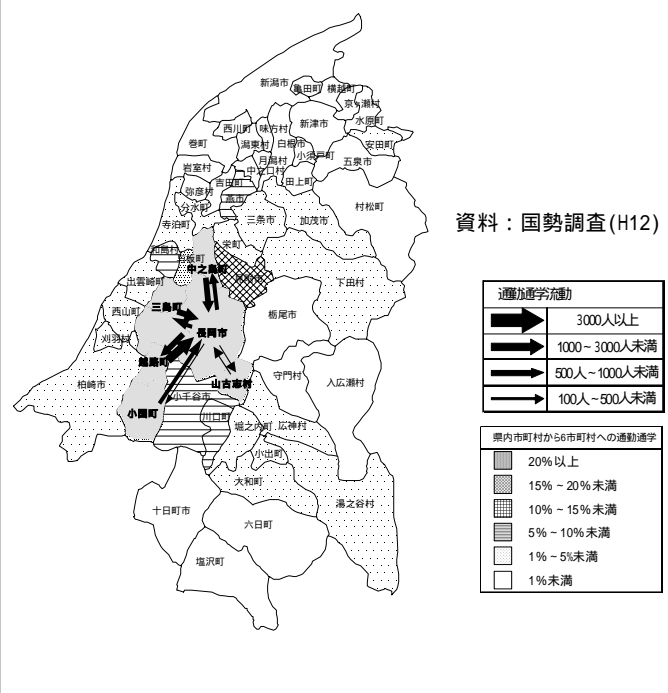 新潟市
亀田町
横越町
京ヶ瀬村
水原町
西川町
味方村
新津市
安田町
巻町
潟東村
白根市
小須戸町
五泉市
岩室村
月潟村
中之口村
田上町
吉田町
弥彦村
燕市
村松町
分水町
三条市
加茂市
寺泊町
栄町
和島村
与板町
中之島町
下田村
出雲崎町
三島町
西山町
長岡市
栃尾市
刈羽村
越路町
守門村
入広瀬村
柏崎市
山古志村
小千谷市
小国町
川口町
堀之内町
広神村
小出町
大和町
湯之谷村
十日町市
六日町
塩沢町
資料：国勢調査(H12)
通勤通学流動
3000人以上
1000～3000人未満
500人～1000人未満
100人～500人未満
県内市町村から6市町村への通勤通学
20%以上
15%～20%未満
10%～15%未満
5%～10%未満
1%～5%未満
1%未満